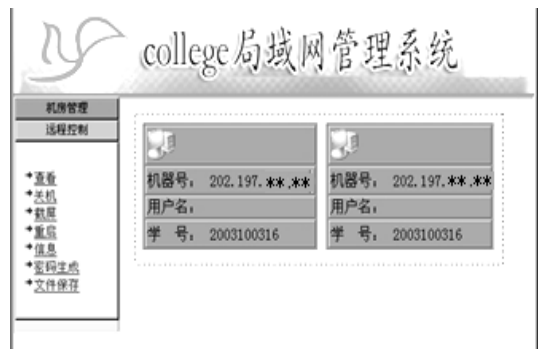 college局域网管理系统
机房管理
远程控制
查看
关机
截屏
重启
信息
密码生成
文件保存
机器号: 202.197.**.**
用户名:
学 号: 2003100316
机器号: 202.197.**.**
用户名:
学 号: 2003100316